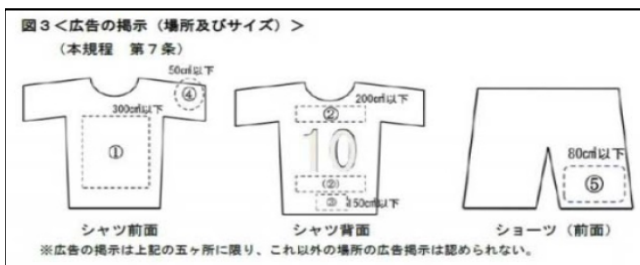 図3<広告の掲示(場所及びサイズ)>
(本規程 第7条)
50c㎡以下
④
300c㎡以下
①
200c㎡以下
②
10
(②)
③
150c㎡以下
80c㎡以下
⑤
シャツ前面
シャツ背面
ショーツ(前面)
※広告の掲示は上記の五ヶ所に限り、これ以外の場所の広告掲示は認められない。